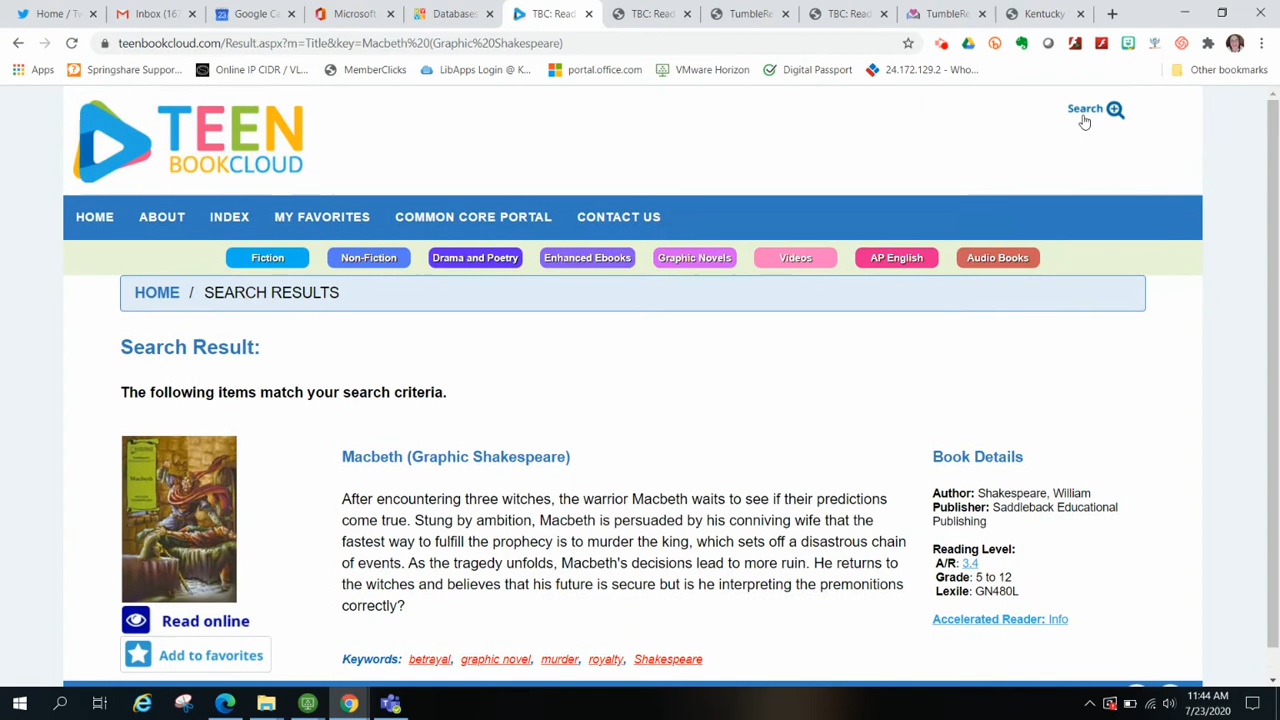 Home / Tw
Inbox (167
Google Ca
Microsoft
Databases
TBC: Read
TBC: Read
TumbleRe
TBC: Read
TumbleRe
Kentucky
teenbookcloud.com/Result.aspx?m=Title&key=Macbeth%20(Graphic%20Shakespeare)
Apps
Springshare Suppor...
Online IP CIDR / VL...
MemberClicks
LibApps Login @ K...
portal.office.com
VMware Horizon
Digital Passport
24.172.129.2 - Who...
Other bookmarks
TEEN
BOOKCLOUD
Search
HOME ABOUT INDEX MY FAVORITES COMMON CORE PORTAL CONTACT US
Fiction Non-Fiction Drama and Poetry Enhanced Ebooks Graphic Novels Videos AP English Audio Books
HOME / SEARCH RESULTS
Search Result:
The following items match your search criteria.
Macbeth
Read online
Add to favorites
Macbeth (Graphic Shakespeare)
After encountering three witches, the warrior Macbeth waits to see if their predictions
come true. Stung by ambition, Macbeth is persuaded by his conniving wife that the
fastest way to fulfill the prophecy is to murder the king, which sets off a disastrous chain
of events. As the tragedy unfolds, Macbeth's decisions lead to more ruin. He returns to
the witches and believes that his future is secure but is he interpreting the premonitions
correctly?
Keywords: betrayal, graphic novel, murder, royalty, Shakespeare
Book Details
Author: Shakespeare, William
Publisher: Saddleback Educational
Publishing
Reading Level:
A/R: 3.4
Grade: 5 to 12
Lexile: GN480L
Accelerated Reader: Info
11:44 AM
7/23/2020